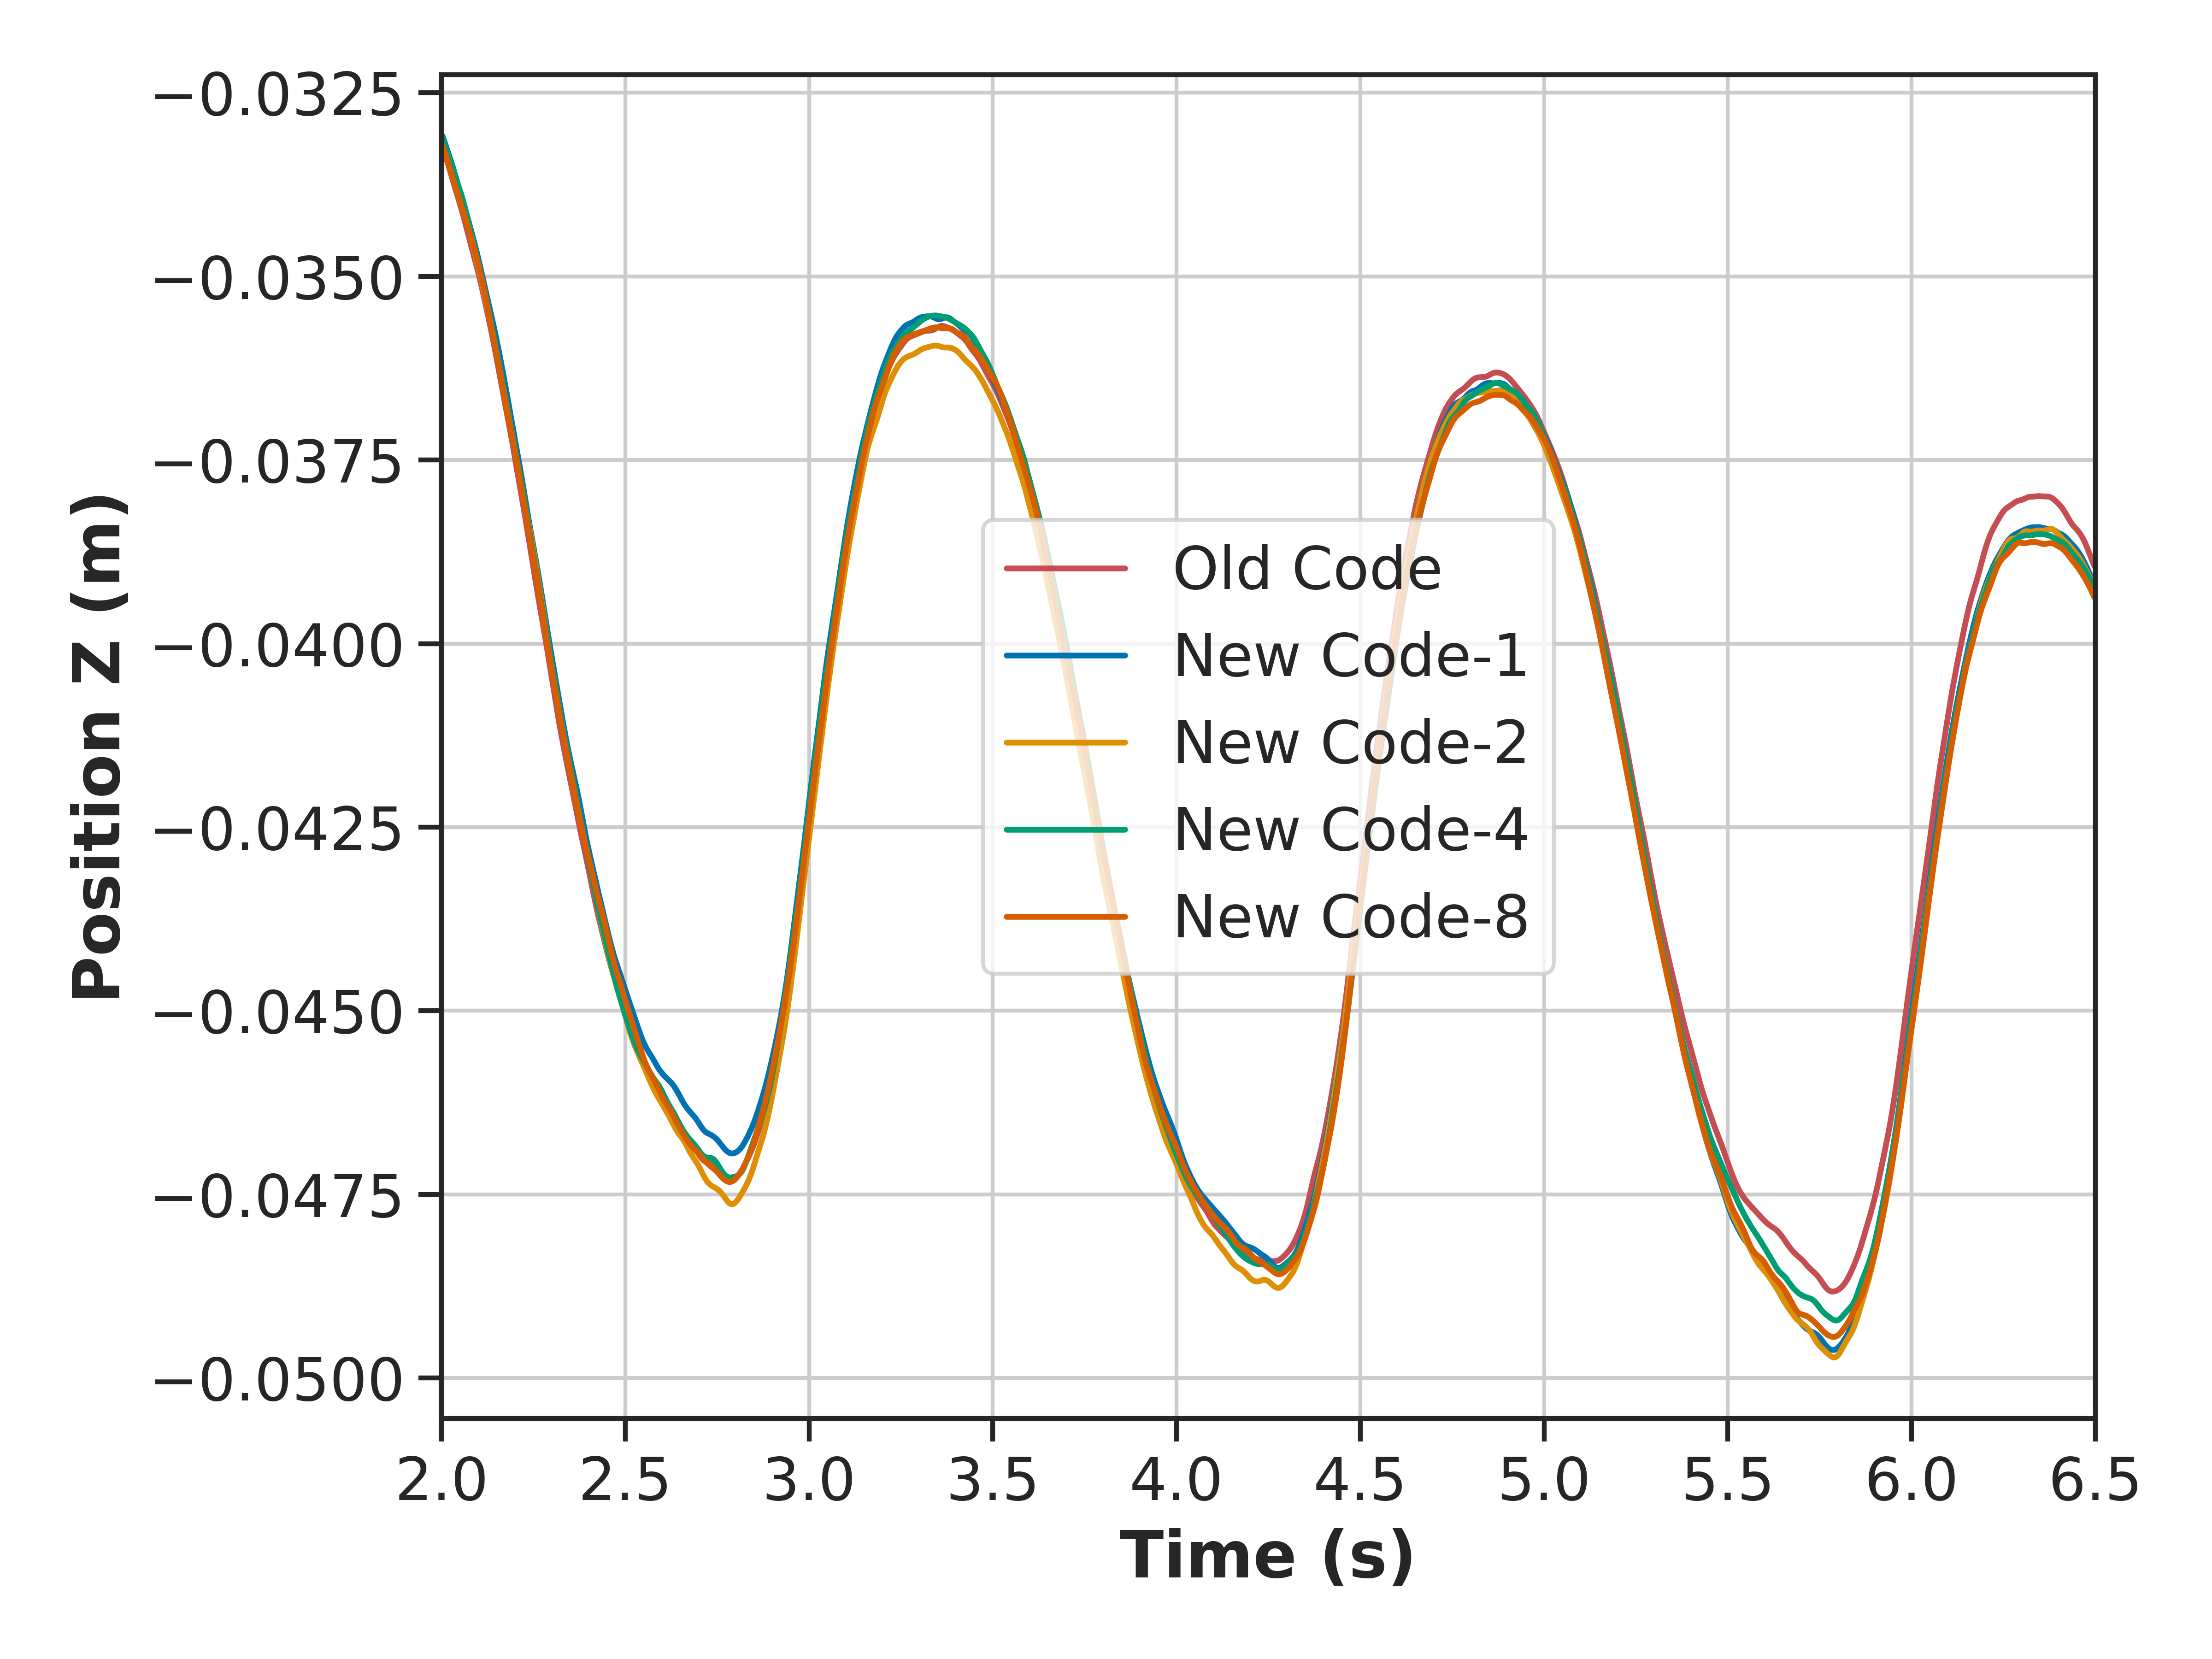 Position Z (m)
−0.0325
−0.0350
−0.0375
−0.0400
−0.0425
−0.0450
−0.0475
−0.0500
Old Code
New Code-1
New Code-2
New Code-4
New Code-8
2.0 2.5 3.0 3.5 4.0 4.5 5.0 5.5 6.0 6.5
Time (s)